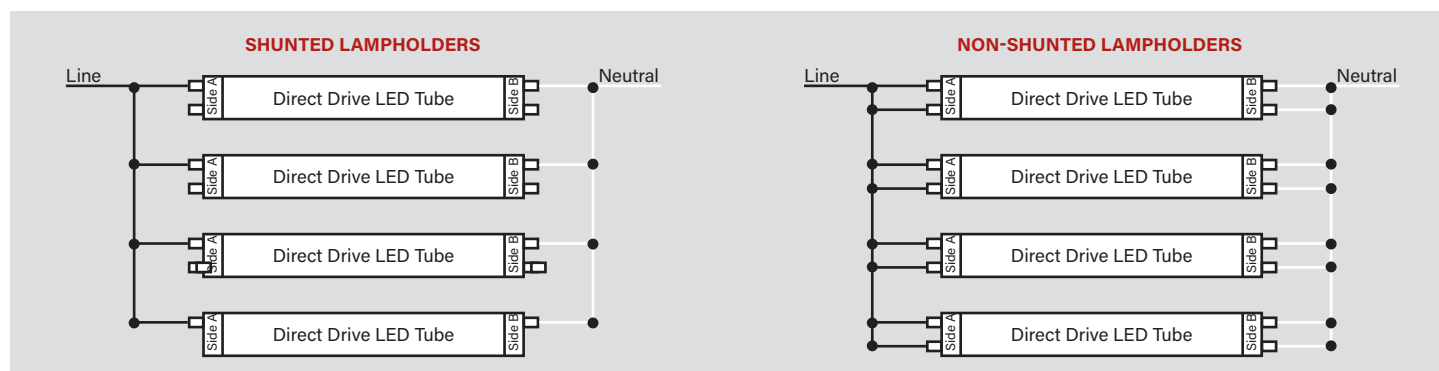 SHUNTED LAMPHOLDERS
Line
Neutral
Side A
Direct Drive LED Tube
Side B
Side A
Direct Drive LED Tube
Side B
Side A
Direct Drive LED Tube
Side B
Side A
Direct Drive LED Tube
Side B
NON-SHUNTED LAMPHOLDERS
Line
Neutral
Side A
Direct Drive LED Tube
Side B
Side A
Direct Drive LED Tube
Side B
Side A
Direct Drive LED Tube
Side B
Side A
Direct Drive LED Tube
Side B